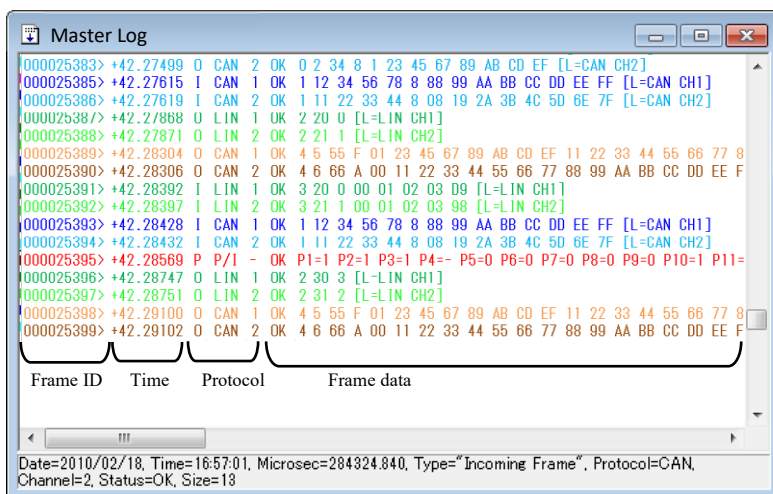 Master Log
000025383> +42.27499 O CAN 2 OK 0 2 34 8 1 23 45 67 89 AB CD EF [L=CAN CH2]
000025385> +42.27615 I CAN 1 OK 1 12 34 56 78 8 88 99 AA BB CC DD EE FF [L=CAN CH1]
000025386> +42.27619 I CAN 2 OK 1 11 22 33 44 8 08 19 2A 3B 4C 5D 6E 7F [L=CAN CH2]
000025387> +42.27868 O LIN 1 OK 2 20 0 [L=LIN CH1]
000025388> +42.27871 O LIN 2 OK 2 21 1 [L=LIN CH2]
000025389> +42.28304 O CAN 1 OK 4 5 55 F 01 23 45 67 89 AB CD EF 11 22 33 44 55 66 77 8
000025390> +42.28306 O CAN 2 OK 4 6 66 A 00 11 22 33 44 55 66 77 88 99 AA BB CC DD EE F
000025391> +42.28392 I LIN 1 OK 3 20 0 00 01 02 03 D9 [L=LIN CH1]
000025392> +42.28397 I LIN 2 OK 3 21 1 00 01 02 03 98 [L=LIN CH2]
000025393> +42.28428 I CAN 1 OK 1 12 34 56 78 8 88 99 AA BB CC DD EE FF [L=CAN CH1]
000025394> +42.28432 I CAN 2 OK 1 11 22 33 44 8 08 19 2A 3B 4C 5D 6E 7F [L=CAN CH2]
000025395> +42.28569 P P/I - OK P1=1 P2=1 P3=1 P4=- P5=0 P6=0 P7=0 P8=0 P9=0 P10=1 P11=
000025396> +42.28747 O LIN 1 OK 2 30 3 [L-LIN CH1]
000025397> +42.28751 O LIN 2 OK 2 31 2 [L=LIN CH2]
000025398> +42.29100 O CAN 1 OK 4 5 55 F 01 23 45 67 89 AB CD EF 11 22 33 44 55 66 77 8
000025399> +42.29102 O CAN 2 OK 4 6 66 A 00 11 22 33 44 55 66 77 88 99 AA BB CC DD EE F
Frame ID Time Protocol Frame data
Date=2010/02/18, Time=16:57:01, Microsec=284324.840, Type="Incoming Frame", Protocol=CAN,
Channel=2, Status=OK, Size=13